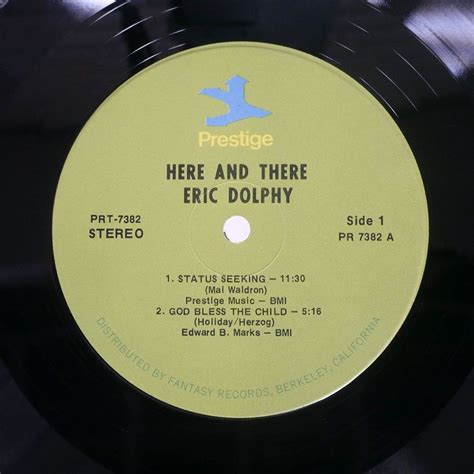 Prestige
HERE AND THERE
ERIC DOLPHY
PRT-7382
STEREO
Side 1
PR 7382 A
1. STATUS SEEKING – 11:30
(Mal Waldron)
Prestige Music – BMI
2. GOD BLESS THE CHILD – 5:16
(Holiday/Herzog)
Edward B. Marks – BMI
DISTRIBUTED BY FANTASY RECORDS, BERKELEY, CALIFORNIA